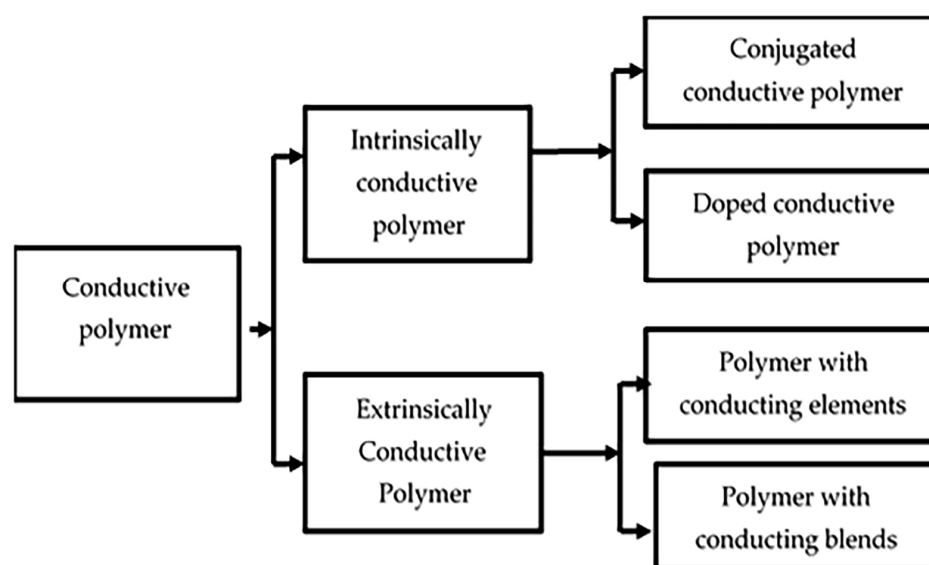 Conductive
polymer
Intrinsically
conductive
polymer
Extrinsically
Conductive
Polymer
Conjugated
conductive polymer
Doped conductive
polymer
Polymer with
conducting elements
Polymer with
conducting blends